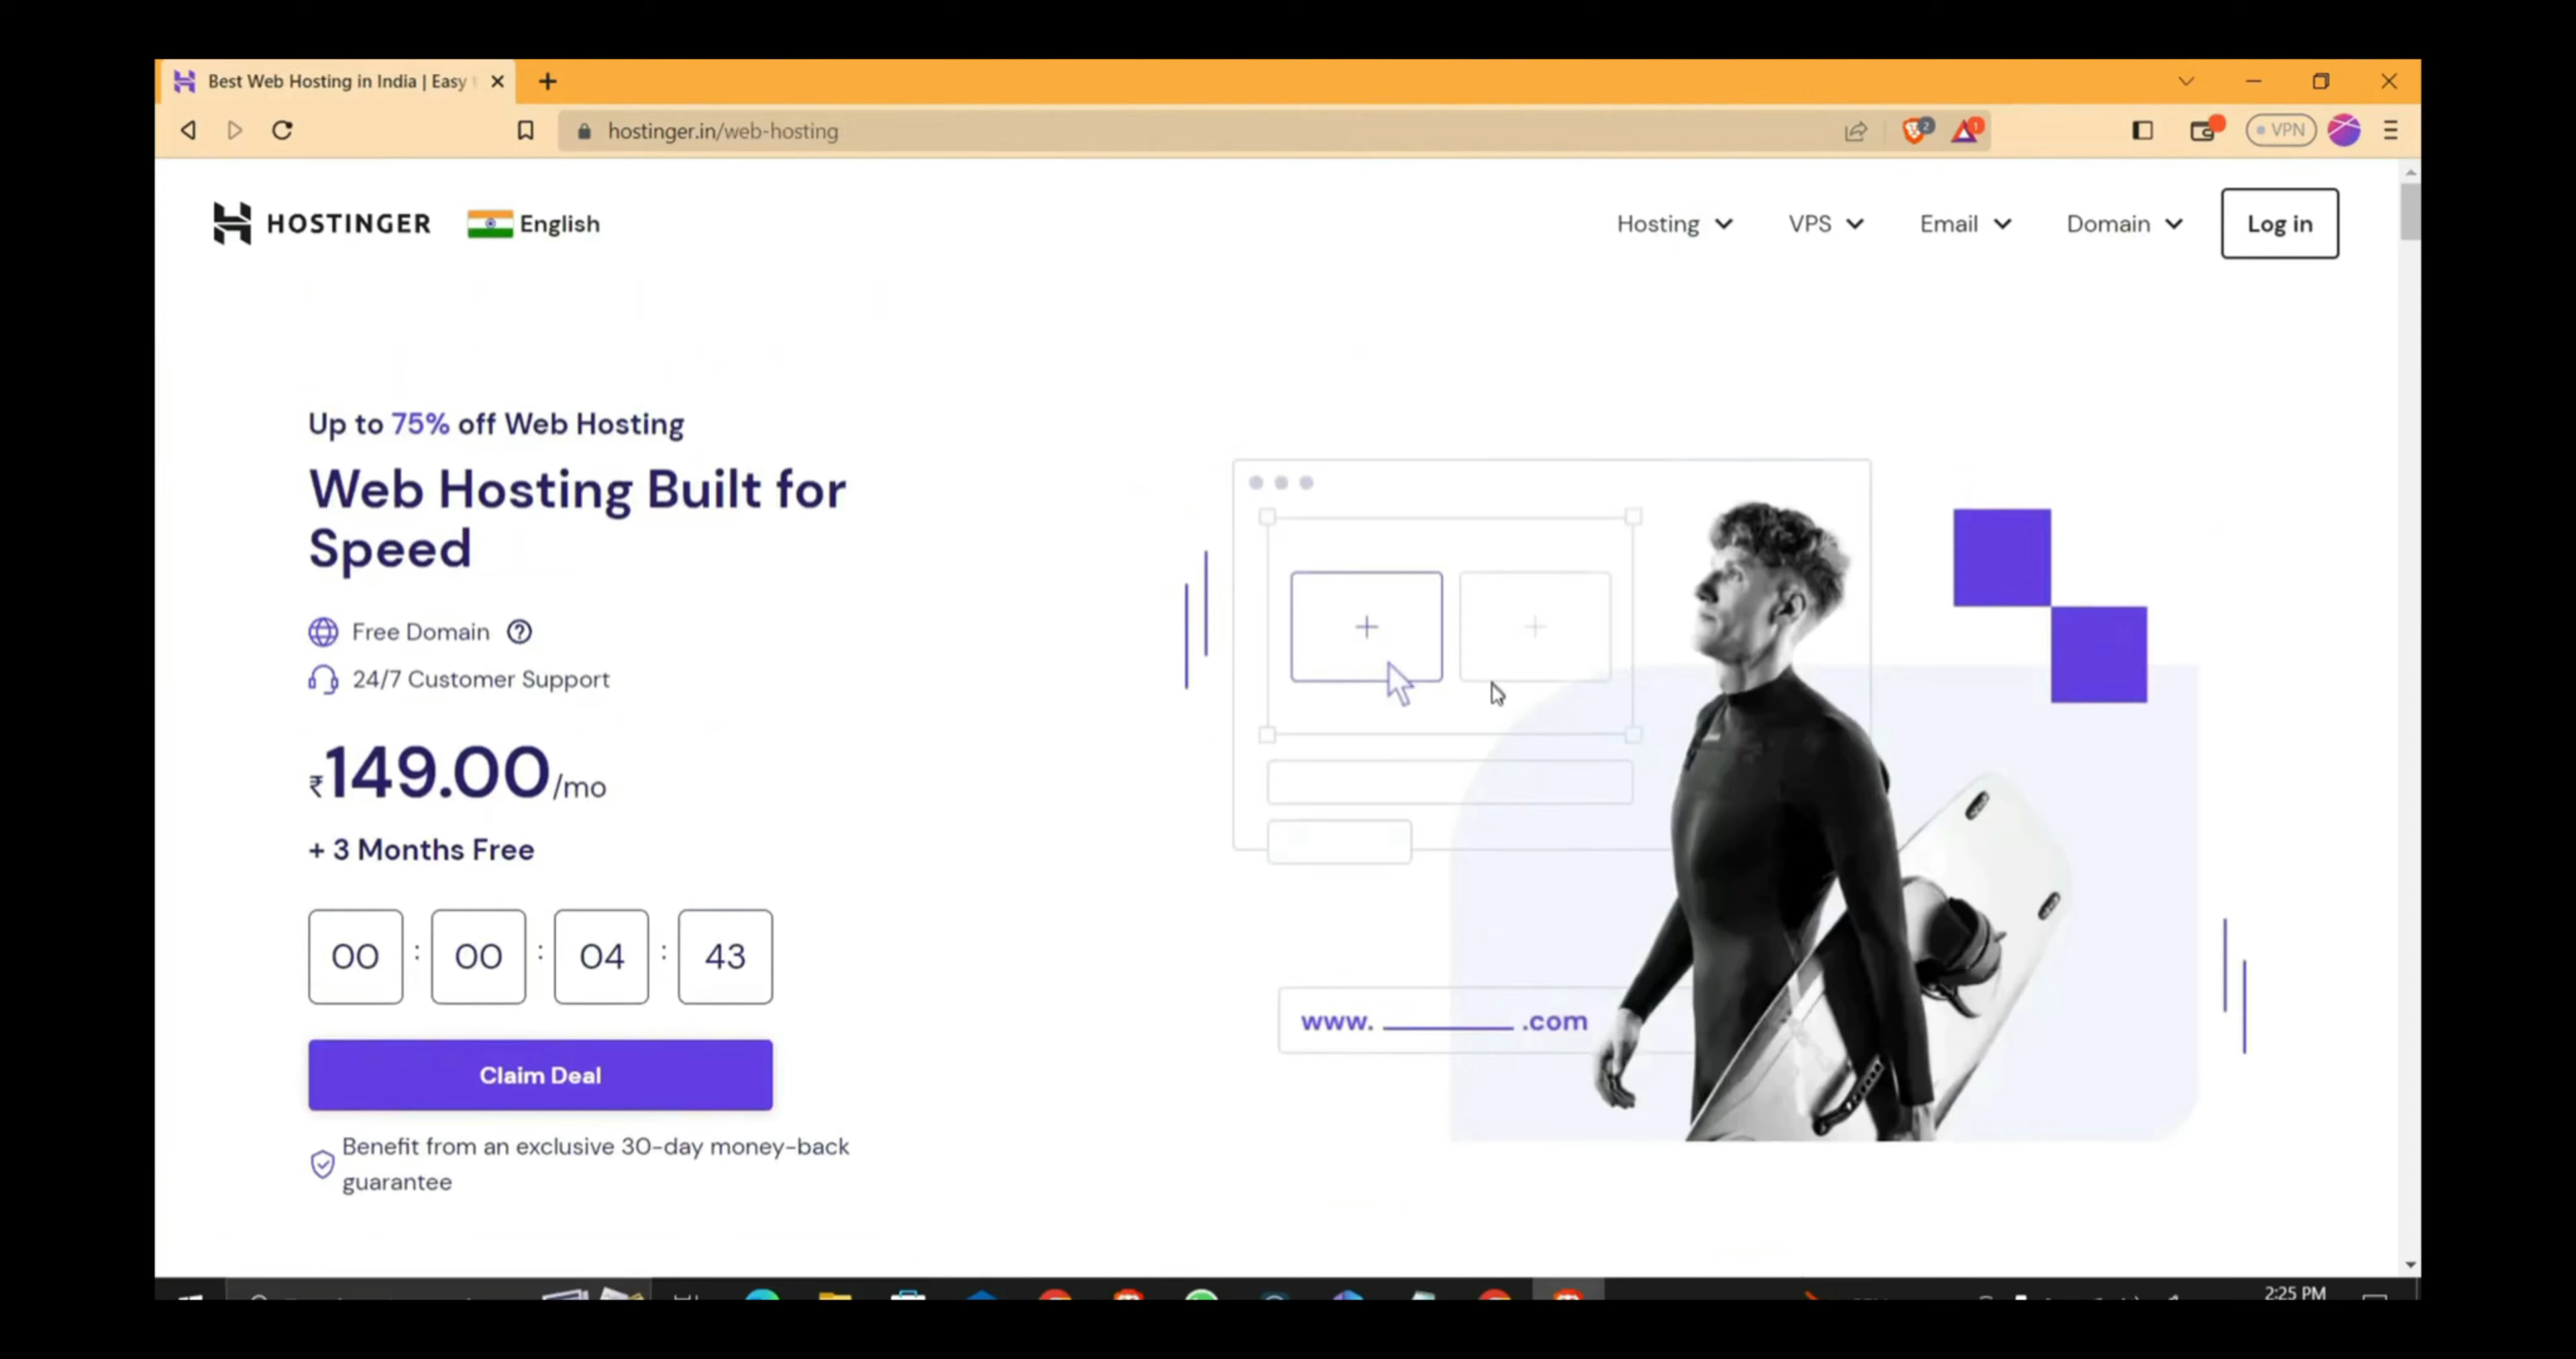 Best Web Hosting in India | Easy
hostinger.in/web-hosting
2
1
VPN
HOSTINGER
English
Hosting
VPS
Email
Domain
Log in
Up to 75% off Web Hosting
Web Hosting Built for
Speed
Free Domain ?
24/7 Customer Support
₹149.00/mo
+ 3 Months Free
00 : 00 : 04 : 43
Claim Deal
Benefit from an exclusive 30-day money-back
guarantee
www. ________ .com
2:25 PM